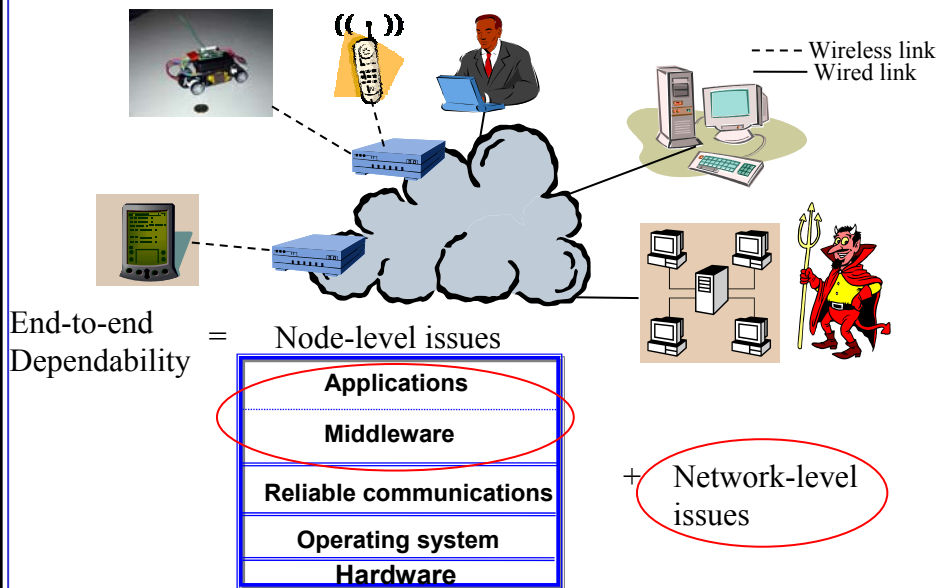 Wireless link
Wired link
End-to-end
Dependability
=
Node-level issues
Applications
Middleware
Reliable communications
Operating system
Hardware
+
Network-level
issues